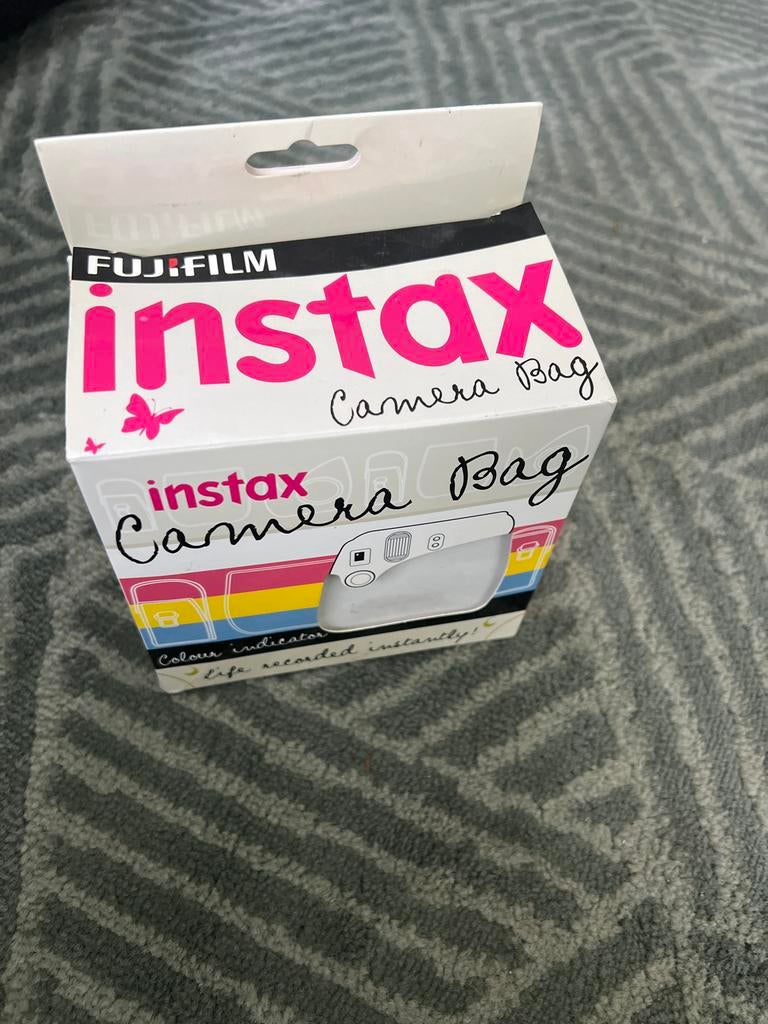 FUJIFILM
instax
Camera Bag
instax
Camera Bag
Colour indicator
Life recorded instantly!